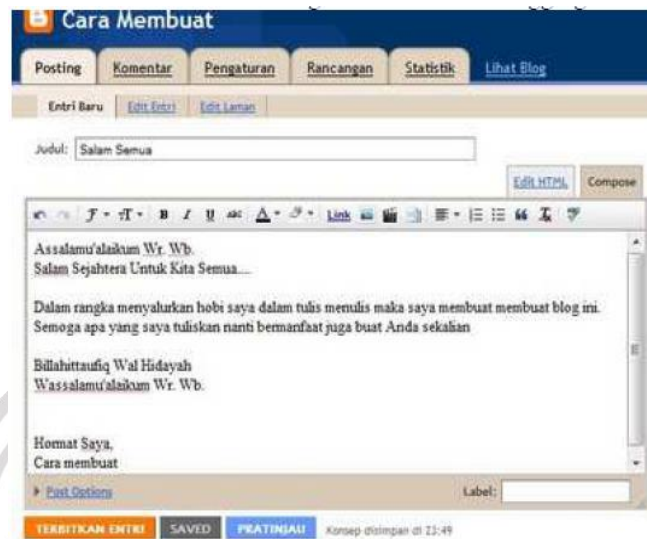 Cara Membuat
Posting Komentar Pengaturan Rancangan Statistik Lihat Blog
Entri Baru Edit Entri Edit Laman
Judul: Salam Semua
Edit HTML Compose
Link
Assalamu'alaikum Wr. Wb.
Salam Sejahtera Untuk Kita Semua....
Dalam rangka menyalurkan hobi saya dalam tulis menulis maka saya membuat membuat blog ini.
Semoga apa yang saya tuliskan nanti bermanfaat juga buat Anda sekalian
Billahittaufiq Wal Hidayah
Wassalamu'alaikum Wr. Wb.
Hormat Saya,
Cara membuat
Post Options Label:
TERBITKAN ENTRI SAVED PRATINJAU Konsep disimpan di 23:49